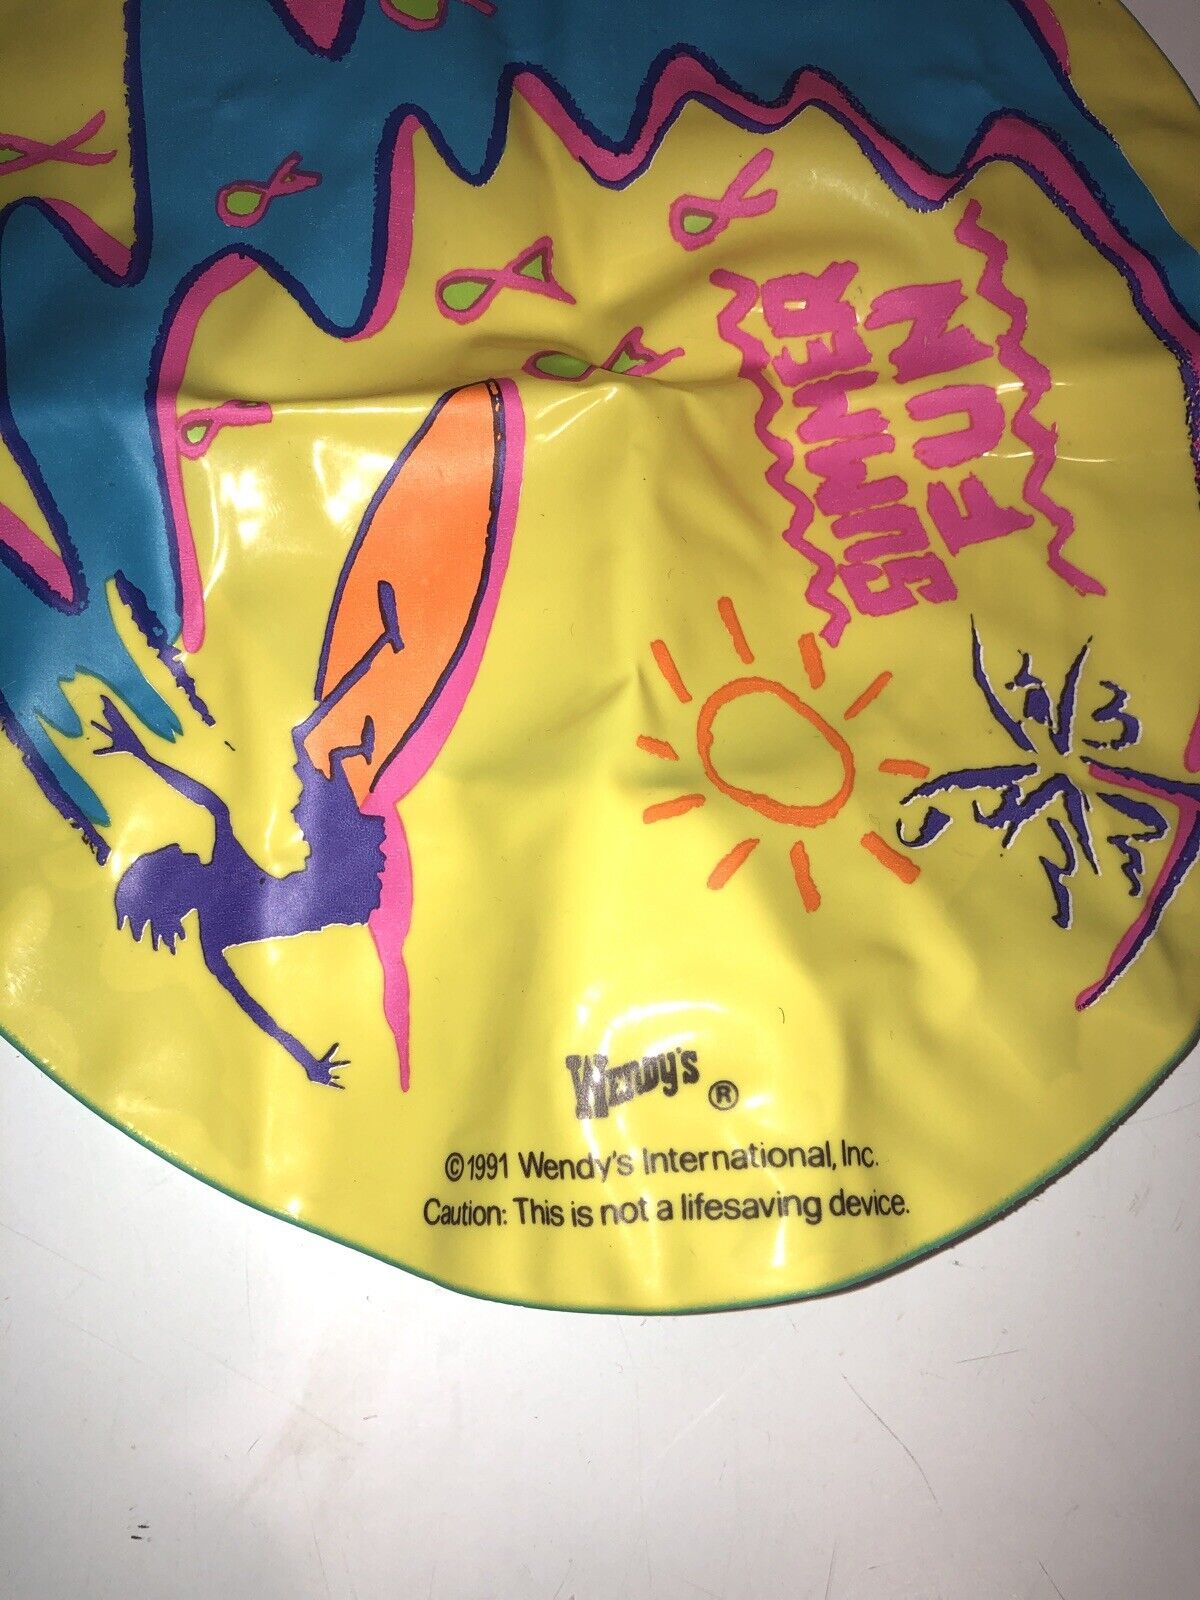 SUMMER
FUN
Wendy's ®
©1991 Wendy's International, Inc.
Caution: This is not a lifesaving device.